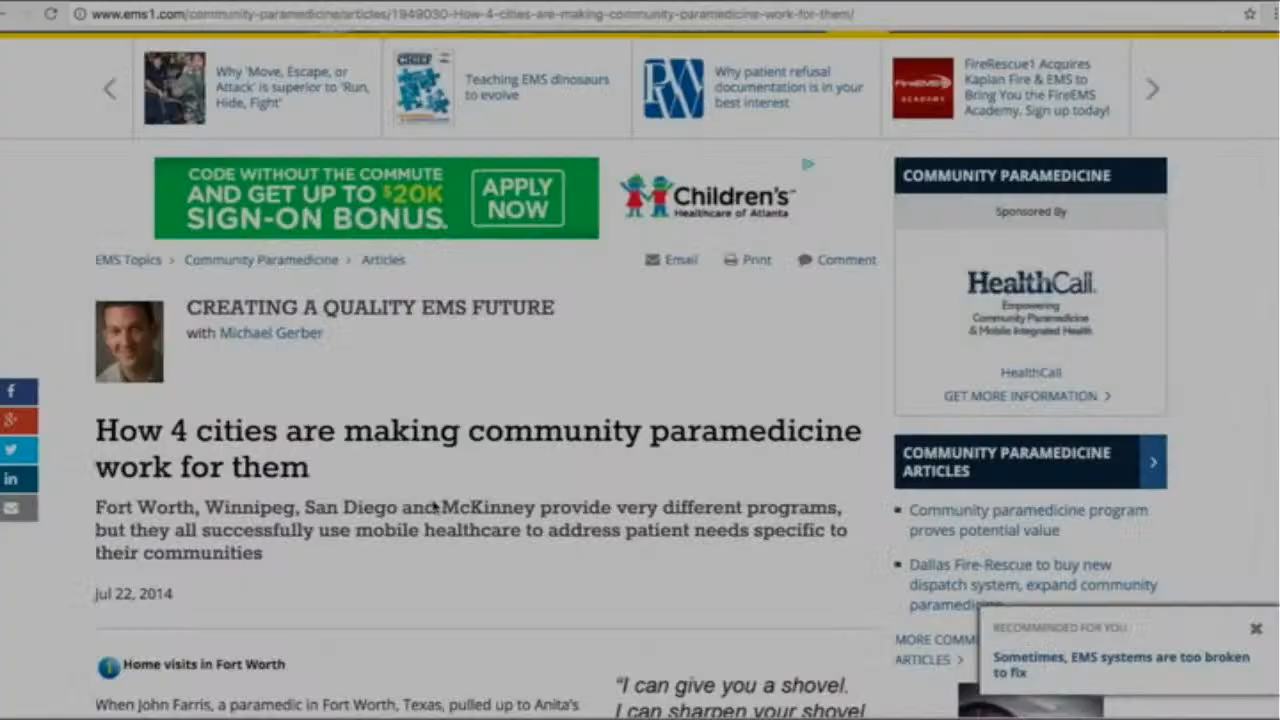 www.ems1.com/community-paramedicine/articles/1949030-How-4-cities-are-making-community-paramedicine-work-for-them/
Why 'Move, Escape, or
Attack' is superior to 'Run,
Hide, Fight'
CHIEF
Teaching EMS dinosaurs
to evolve
RW
Why patient refusal
documentation is in your
best interest
FIREEMS
ACADEMY
FireRescue1 Acquires
Kaplan Fire & EMS to
Bring You the FireEMS
Academy. Sign up today!
CODE WITHOUT THE COMMUTE
AND GET UP TO $20K
SIGN-ON BONUS.
APPLY
NOW
Children's
Healthcare of Atlanta
COMMUNITY PARAMEDICINE
Sponsored By
HealthCall.
Empowering
Community Paramedicine
& Mobile Integrated Health
HealthCall
GET MORE INFORMATION >
EMS Topics > Community Paramedicine > Articles
Email Print Comment
CREATING A QUALITY EMS FUTURE
with Michael Gerber
f
g+
in
How 4 cities are making community paramedicine
work for them
Fort Worth, Winnipeg, San Diego and McKinney provide very different programs,
but they all successfully use mobile healthcare to address patient needs specific to
their communities
Jul 22, 2014
Home visits in Fort Worth
When John Farris, a paramedic in Fort Worth, Texas, pulled up to Anita's
"I can give you a shovel.
I can sharpen your shovel
COMMUNITY PARAMEDICINE
ARTICLES >
Community paramedicine program
proves potential value
Dallas Fire-Rescue to buy new
dispatch system, expand community
MORE COMM
ARTICLES >
RECOMMENDED FOR YOU
Sometimes, EMS systems are too broken
to fix